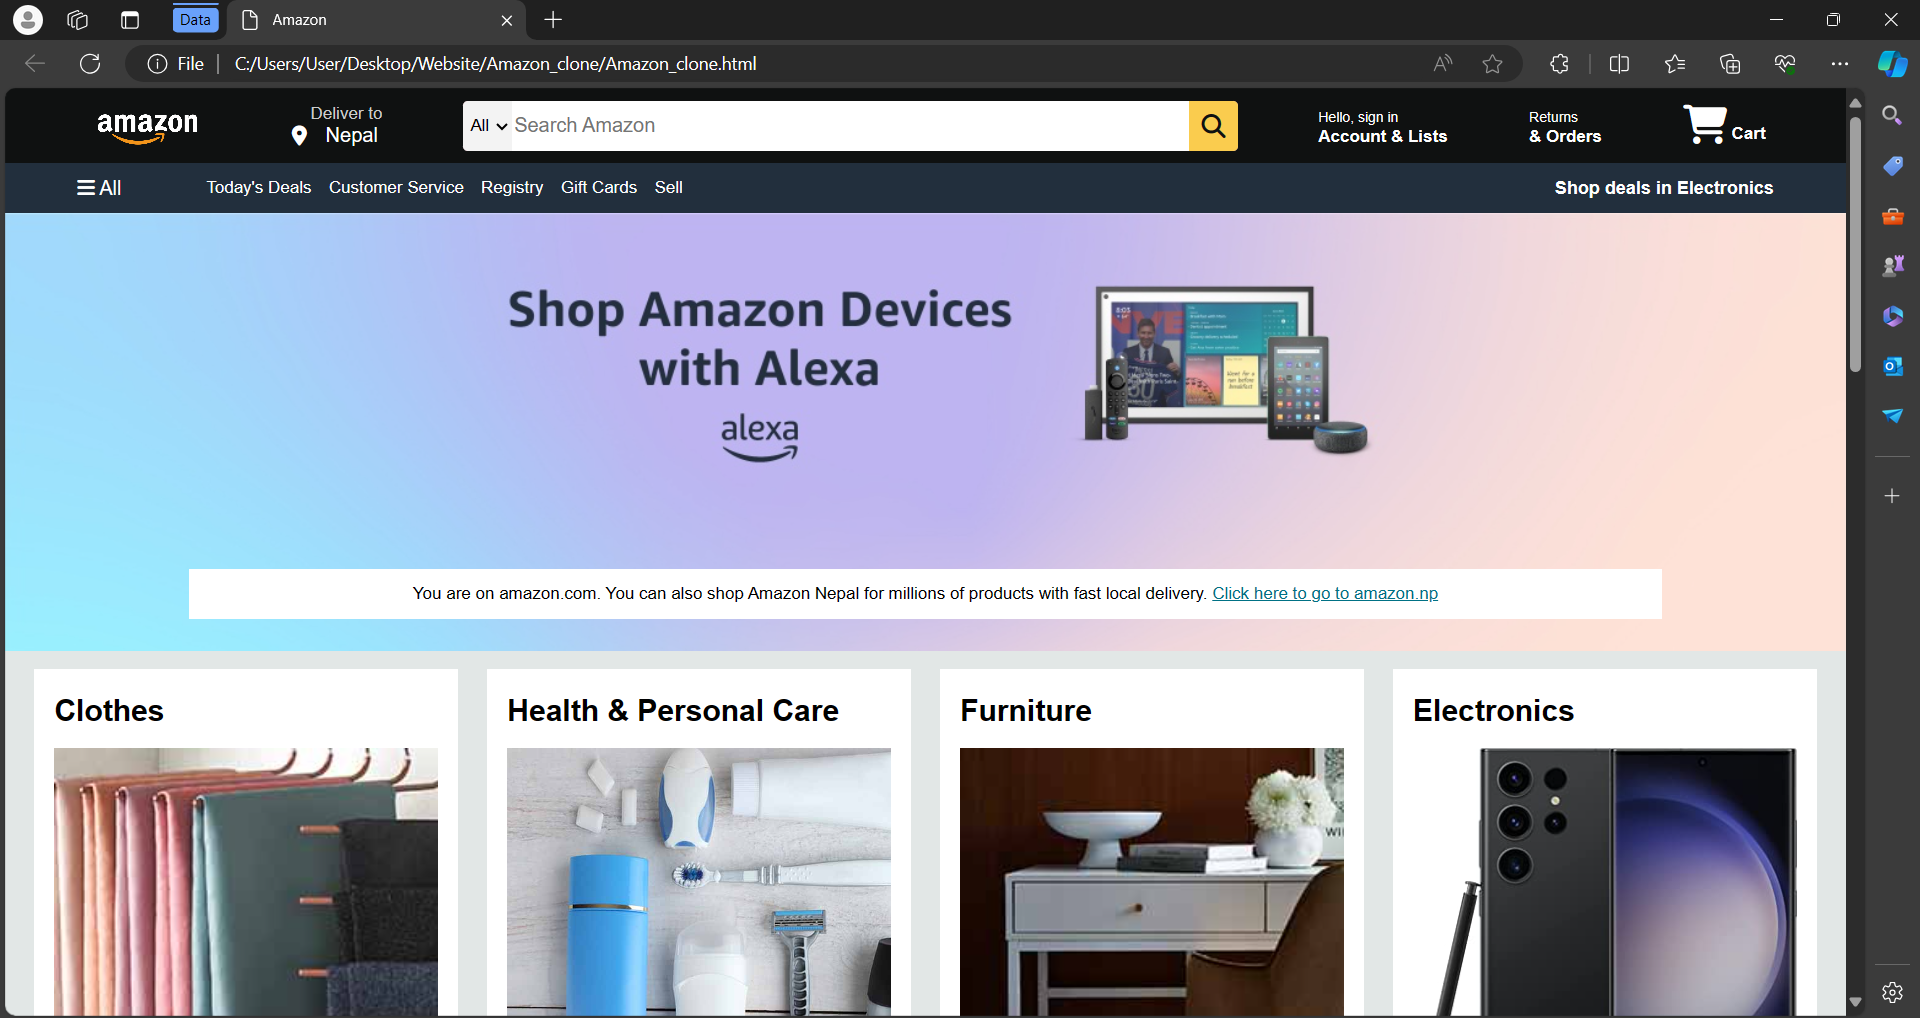 Data
Amazon
File
C:/Users/User/Desktop/Website/Amazon_clone/Amazon_clone.html
amazon
Deliver to
Nepal
All
Search Amazon
Hello, sign in
Account & Lists
Returns
& Orders
Cart
All
Today's Deals
Customer Service
Registry
Gift Cards
Sell
Shop deals in Electronics
Shop Amazon Devices
with Alexa
alexa
You are on amazon.com. You can also shop Amazon Nepal for millions of products with fast local delivery. Click here to go to amazon.np
Clothes
Health & Personal Care
Furniture
Electronics